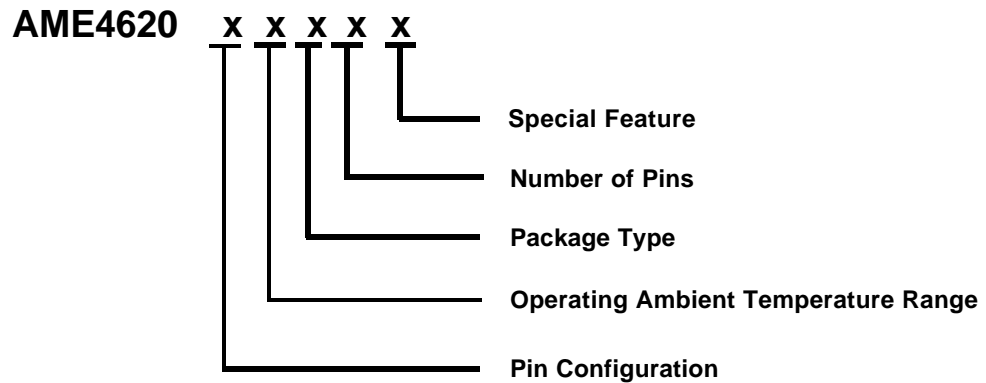 AME4620 x x x x x
Special Feature
Number of Pins
Package Type
Operating Ambient Temperature Range
Pin Configuration